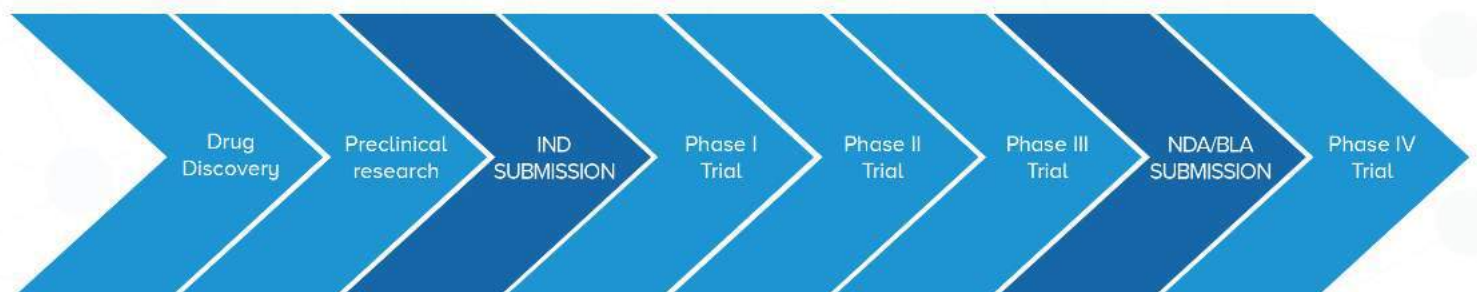 Drug
Discovery
Preclinical
research
IND
SUBMISSION
Phase I
Trial
Phase II
Trial
Phase III
Trial
NDA/BLA
SUBMISSION
Phase IV
Trial